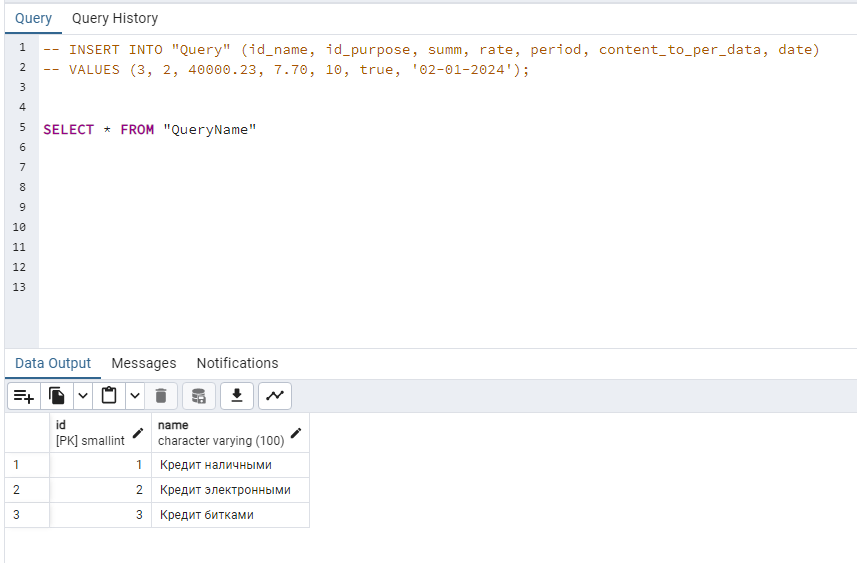 Query Query History
1 -- INSERT INTO "Query" (id_name, id_purpose, summ, rate, period, content_to_per_data, date)
2 -- VALUES (3, 2, 40000.23, 7.70, 10, true, '02-01-2024');
3
4
5 SELECT * FROM "QueryName"
6
7
8
9
10
11
12
13
Data Output Messages Notifications
id name
[PK] smallint character varying (100)
1 1 Кредит наличными
2 2 Кредит электронными
3 3 Кредит битками